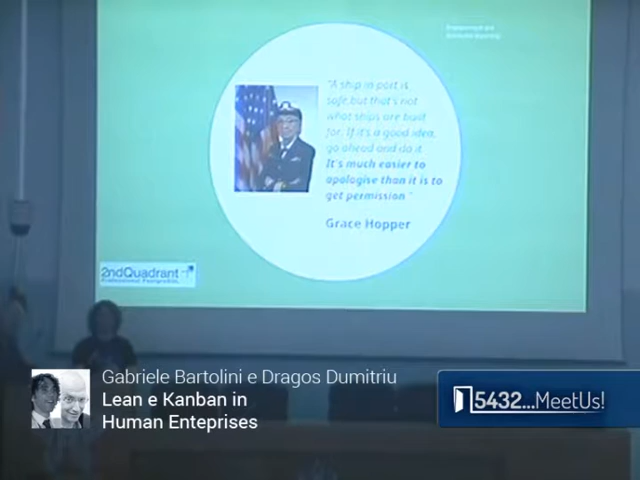 "A ship in port is
safe,but that's not
what ships are built
for. If it's a good idea,
go ahead and do it
It's much easier to
apologise than it is to
get permission "
Grace Hopper
2ndQuadrant
Professional PostgreSQL
Gabriele Bartolini e Dragos Dumitriu
Lean e Kanban in
Human Enteprises
5432...MeetUs!